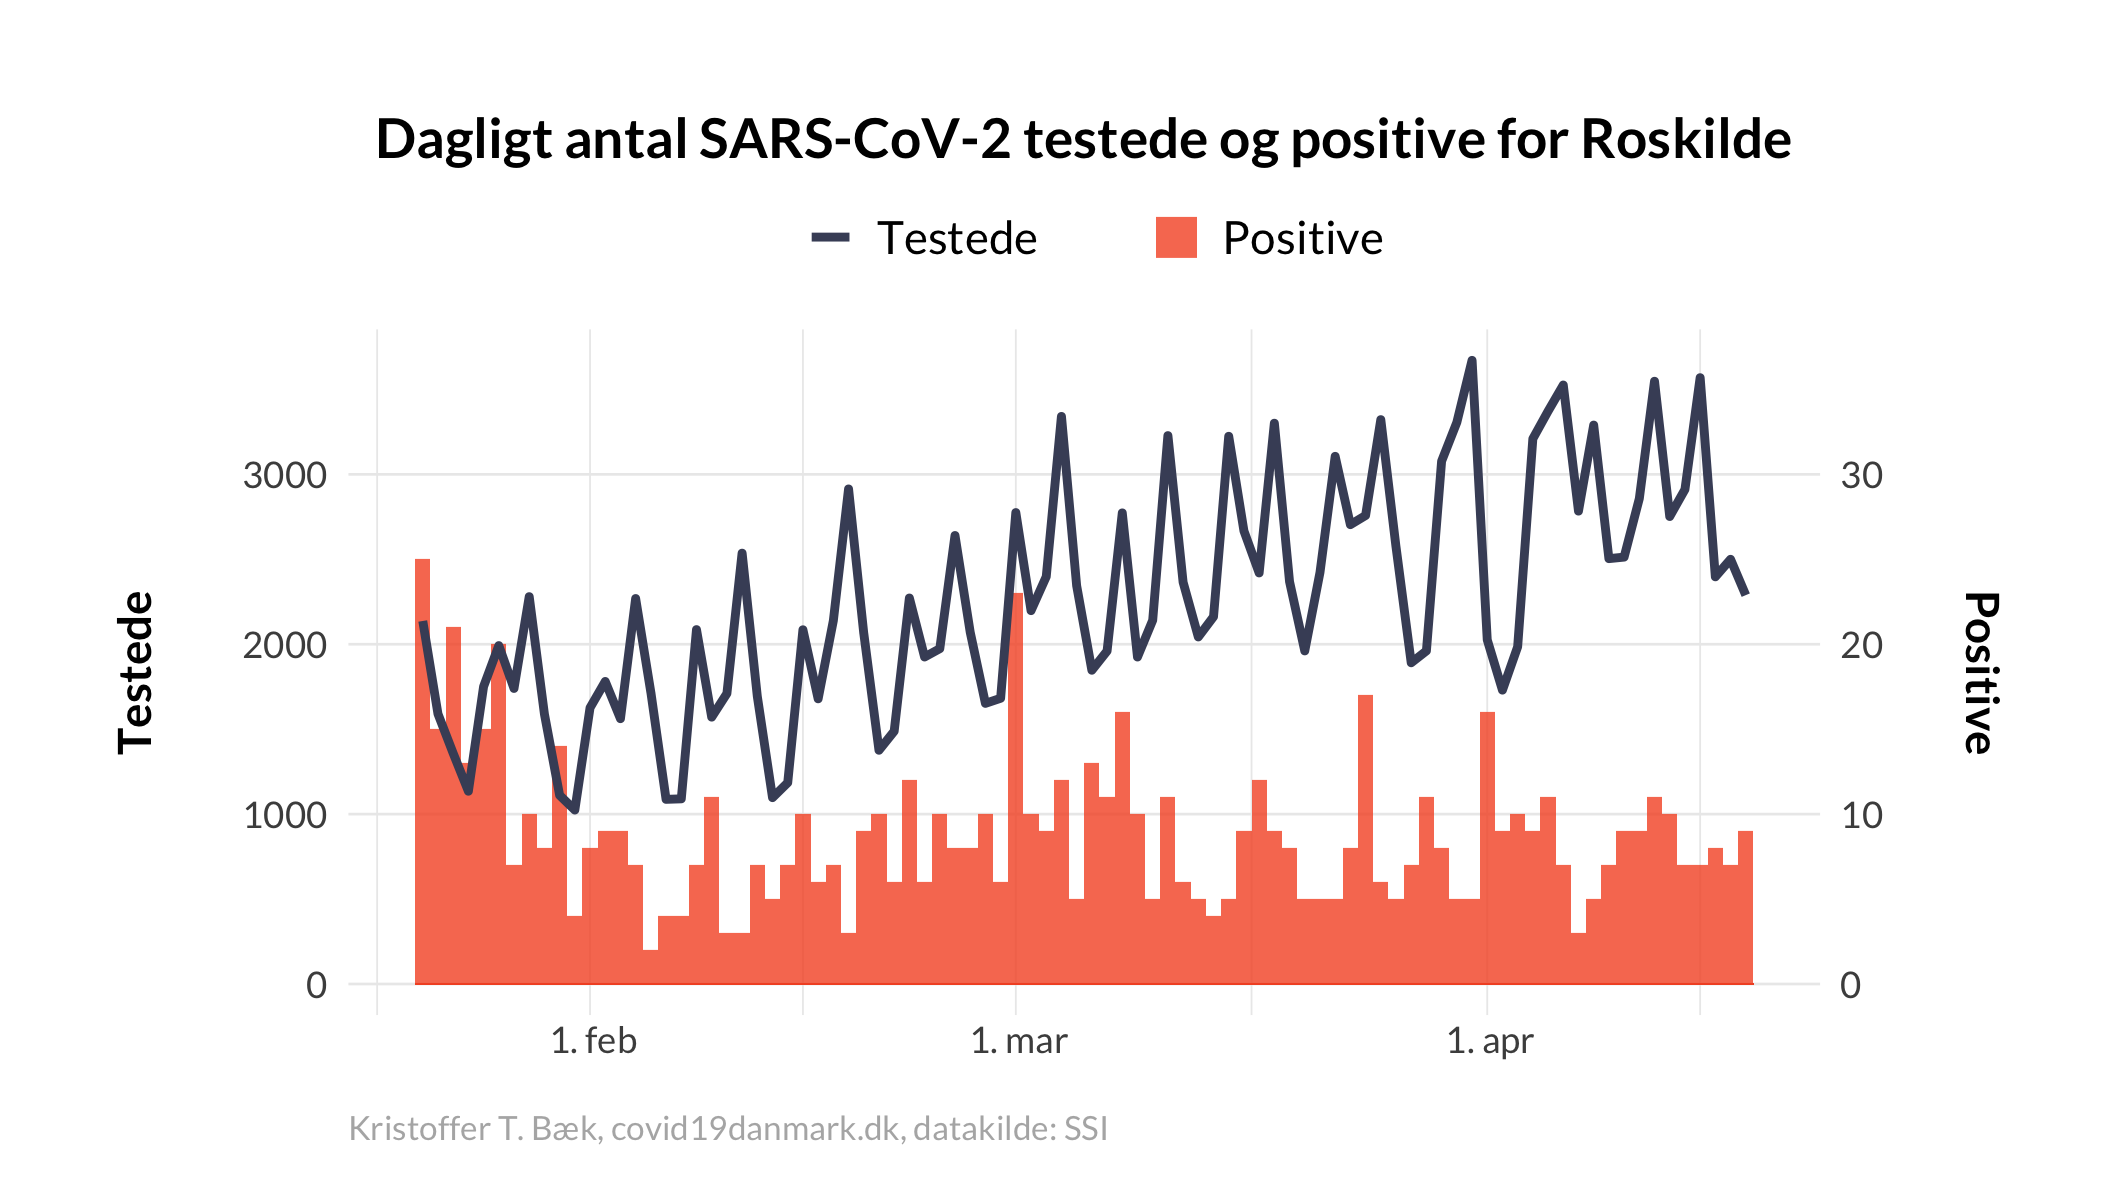 Dagligt antal SARS-CoV-2 testede og positive for Roskilde
Testede
Positive
3000
2000
1000
0
Testede
30
20
10
0
Positive
1. feb
1. mar
1. apr
Kristoffer T. Bæk, covid19danmark.dk, datakilde: SSI